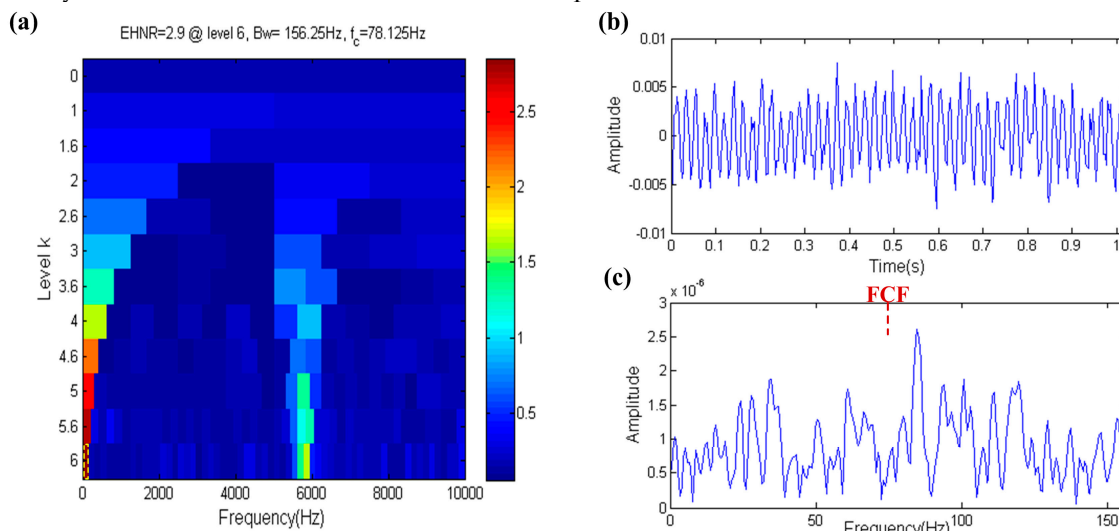 (a)
EHNR=2.9 @ level 6, Bw= 156.25Hz, f_c=78.125Hz
0
1
1.6
2
2.6
3
3.6
4
4.6
5
5.6
6
Level k
0 2000 4000 6000 8000 10000
Frequency(Hz)
2.5
2
1.5
1
0.5
(b)
0.01
0.005
0
-0.005
-0.01
Amplitude
0 0.1 0.2 0.3 0.4 0.5 0.6 0.7 0.8 0.9 1
Time(s)
(c)
x 10⁻⁶
FCF
3
2.5
2
1.5
1
0.5
0
Amplitude
0 50 100 150
Frequency(Hz)